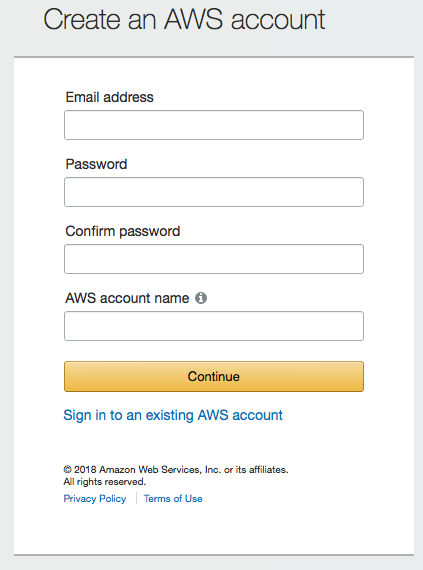 Create an AWS account
Email address
Password
Confirm password
AWS account name
Continue
Sign in to an existing AWS account
© 2018 Amazon Web Services, Inc. or its affiliates.
All rights reserved.
Privacy Policy | Terms of Use